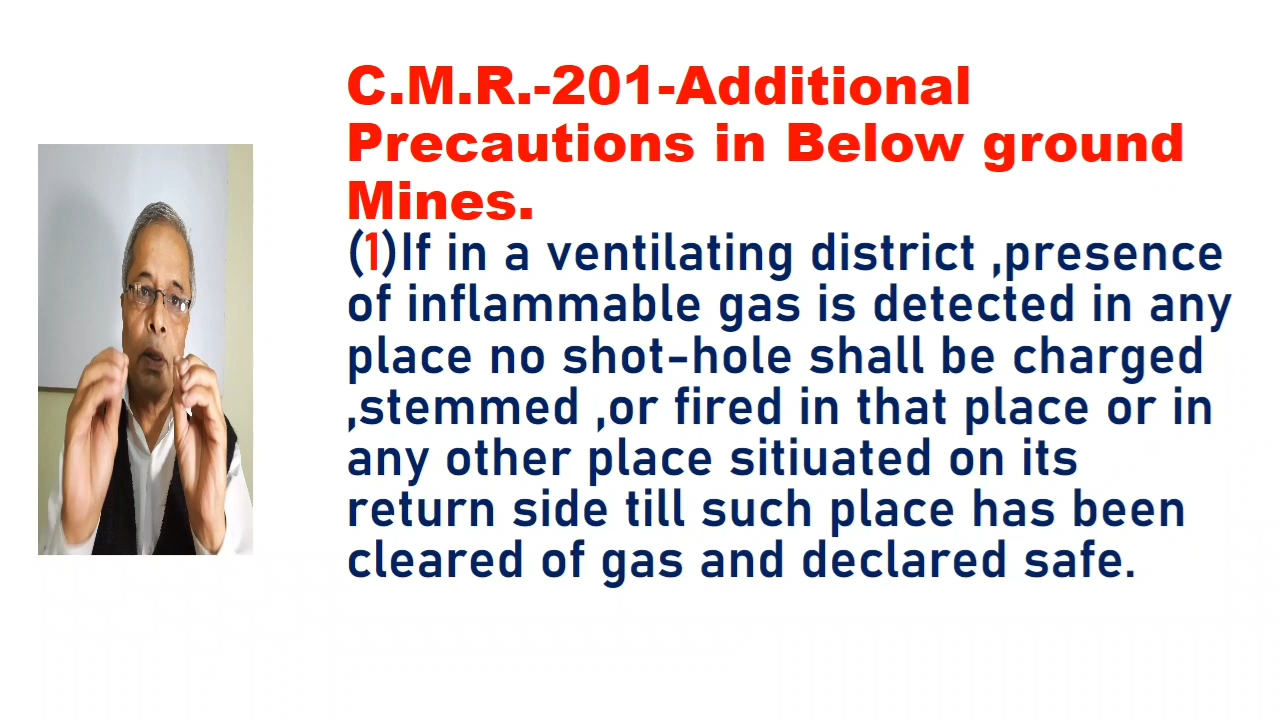 C.M.R.-201-Additional
Precautions in Below ground
Mines.
(1)If in a ventilating district ,presence
of inflammable gas is detected in any
place no shot-hole shall be charged
,stemmed ,or fired in that place or in
any other place sitiuated on its
return side till such place has been
cleared of gas and declared safe.